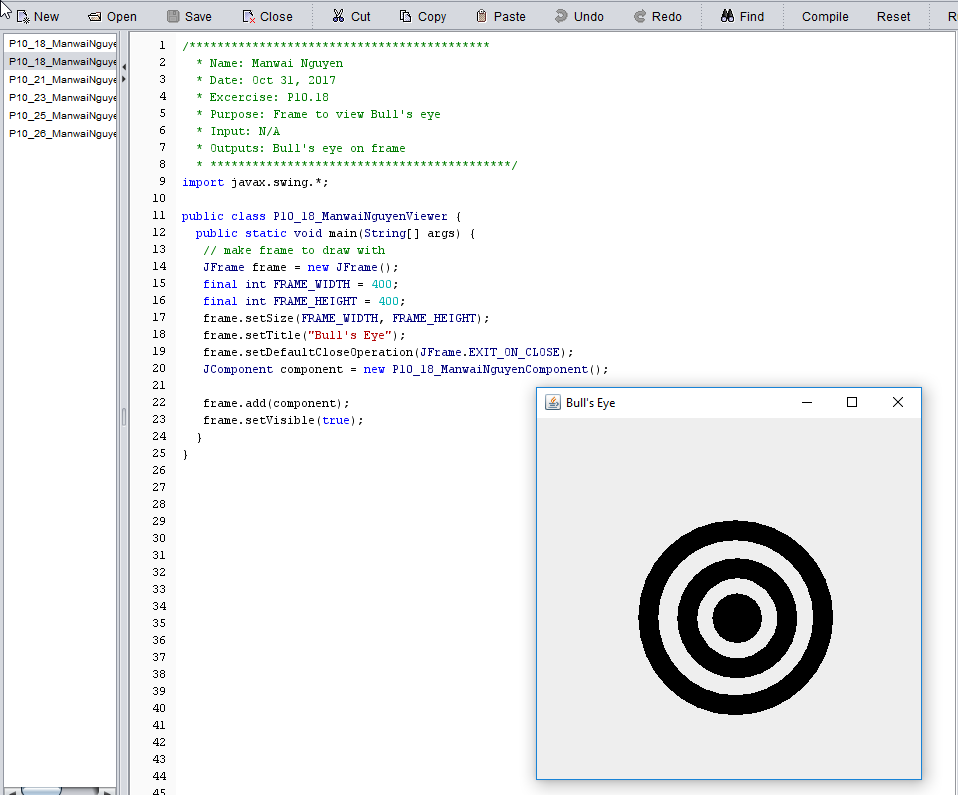 New Open Save Close Cut Copy Paste Undo Redo Find Compile Reset
P10_18_ManwaiNguye
P10_18_ManwaiNguye
P10_21_ManwaiNguye
P10_23_ManwaiNguye
P10_25_ManwaiNguye
P10_26_ManwaiNguye
1 /*******************************************
2 * Name: Manwai Nguyen
3 * Date: Oct 31, 2017
4 * Excercise: P10.18
5 * Purpose: Frame to view Bull's eye
6 * Input: N/A
7 * Outputs: Bull's eye on frame
8 * *******************************************/
9 import javax.swing.*;
10
11 public class P10_18_ManwaiNguyenViewer {
12 public static void main(String[] args) {
13 // make frame to draw with
14 JFrame frame = new JFrame();
15 final int FRAME_WIDTH = 400;
16 final int FRAME_HEIGHT = 400;
17 frame.setSize(FRAME_WIDTH, FRAME_HEIGHT);
18 frame.setTitle("Bull's Eye");
19 frame.setDefaultCloseOperation(JFrame.EXIT_ON_CLOSE);
20 JComponent component = new P10_18_ManwaiNguyenComponent();
21
22 frame.add(component);
23 frame.setVisible(true);
24 }
25 }
26
27
28
29
30
31
32
33
34
35
36
37
38
39
40
41
42
43
44
45
Bull's Eye